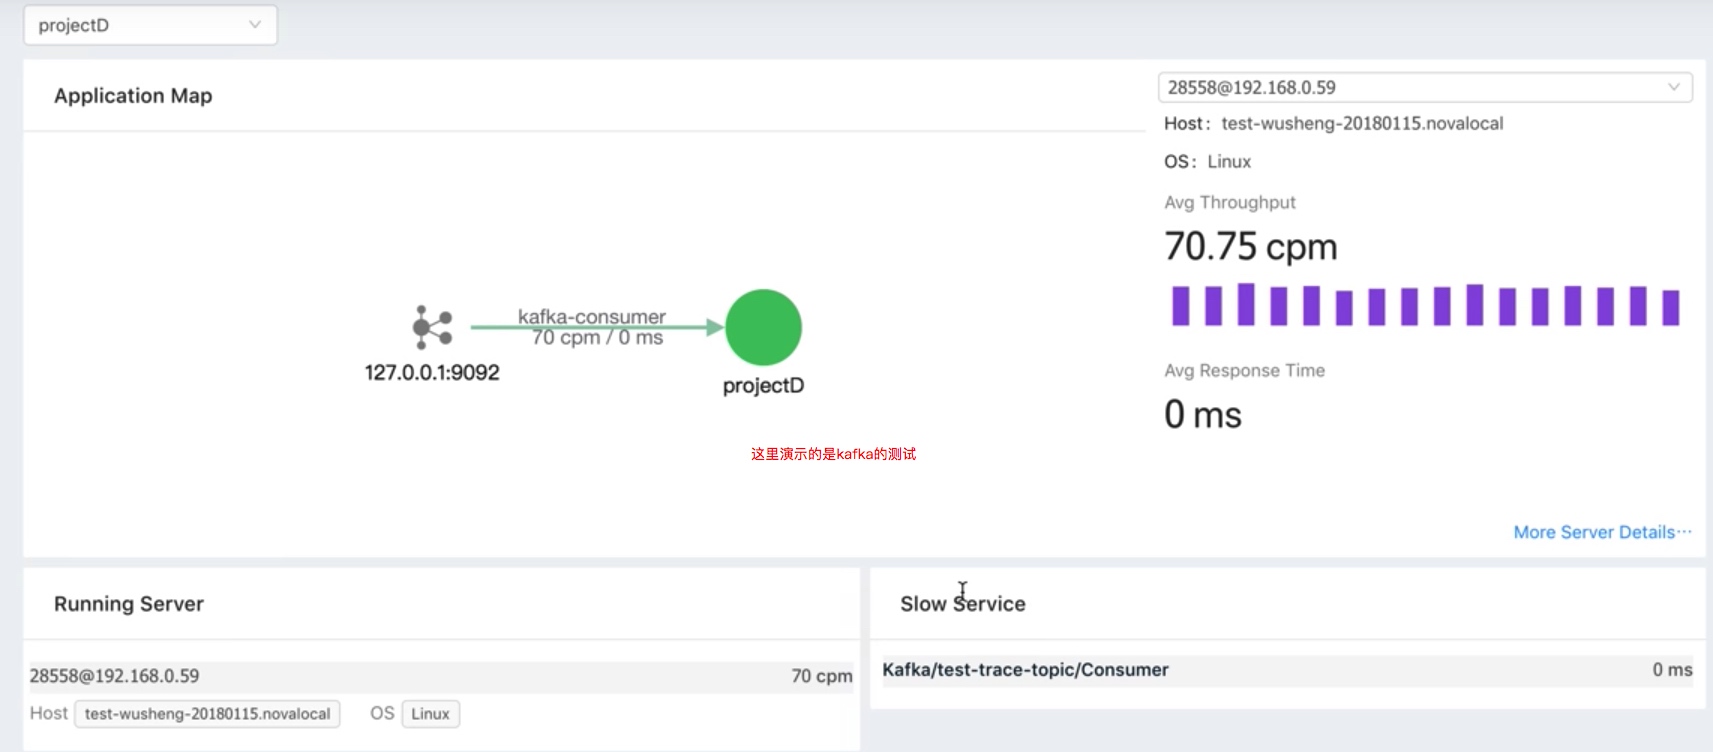 projectD
Application Map
28558@192.168.0.59
Host： test-wusheng-20180115.novalocal
OS： Linux
Avg Throughput
70.75 cpm
kafka-consumer
70 cpm / 0 ms
127.0.0.1:9092
projectD
Avg Response Time
0 ms
这里演示的是kafka的测试
More Server Details···
Running Server
28558@192.168.0.59 70 cpm
Host test-wusheng-20180115.novalocal OS Linux
Slow Service
Kafka/test-trace-topic/Consumer 0 ms